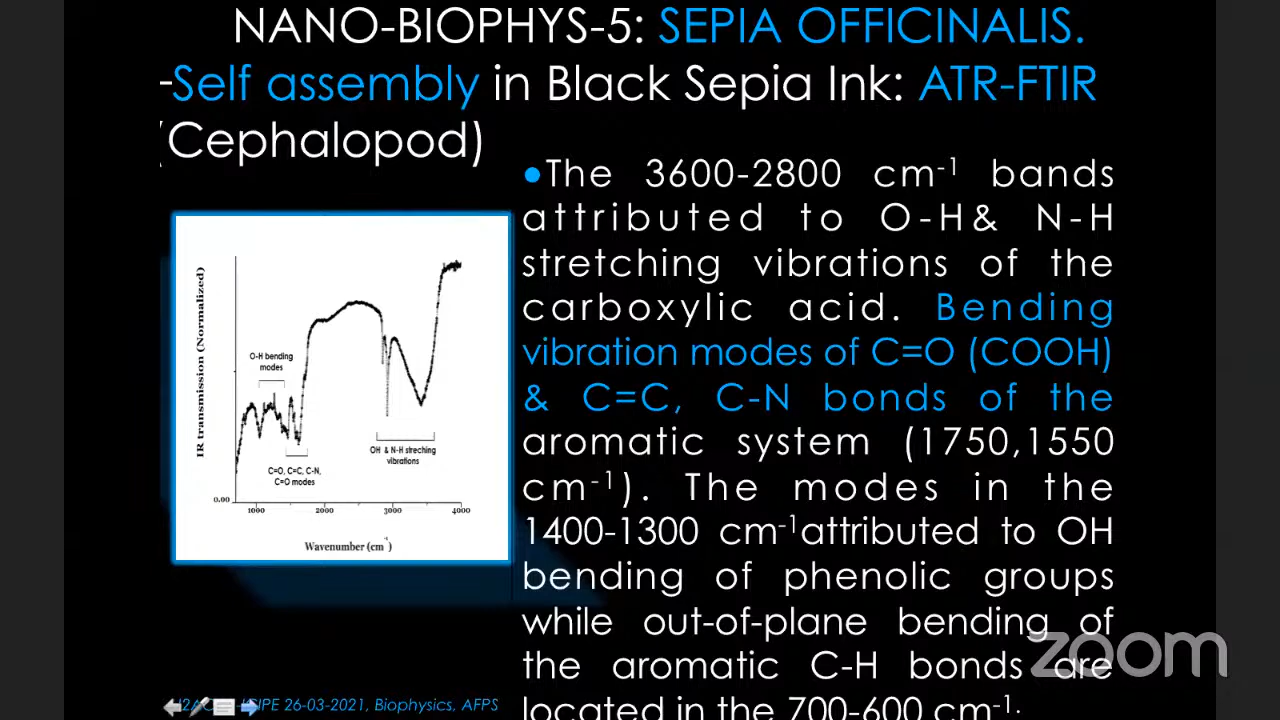 NANO-BIOPHYS-5: SEPIA OFFICINALIS.
-Self assembly in Black Sepia Ink: ATR-FTIR
(Cephalopod)
•The 3600-2800 cm-1 bands
attributed to O-H& N-H
stretching vibrations of the
carboxylic acid. Bending
vibration modes of C=O (COOH)
& C=C, C-N bonds of the
aromatic system (1750,1550
cm-1). The modes in the
1400-1300 cm-1attributed to OH
bending of phenolic groups
while out-of-plane bending of
the aromatic C-H bonds are
located in the 700-600 cm-1.
IR transmission (Normalized)
O-H bending
modes
OH & N-H streching
vibrations
C=O, C=C, C-N,
C=O modes
0.00
1000 2000 3000 4000
Wavenumber (cm-1)
26-03-2021, Biophysics, AFPS
zoom